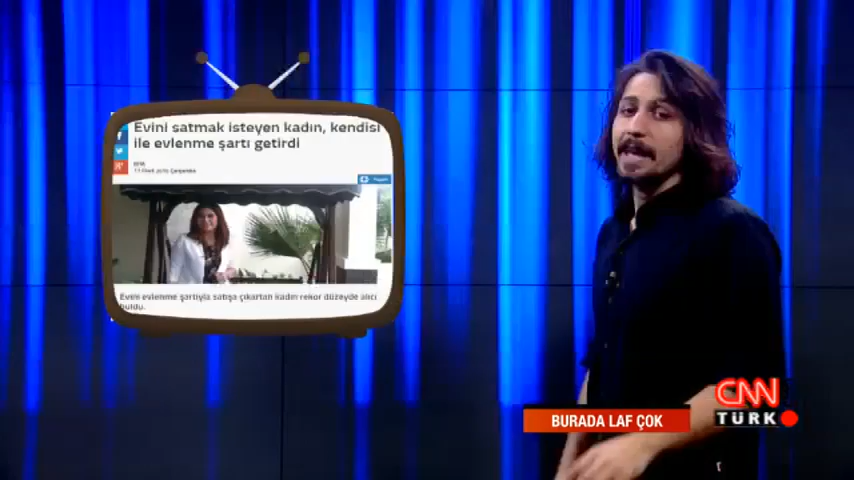 Evini satmak isteyen kadın, kendisi
ile evlenme şartı getirdi
Evini evlenme şartıyla satışa çıkartan kadın rekor düzeyde alıcı
buldu.
BURADA LAF ÇOK
CNN
TÜRK